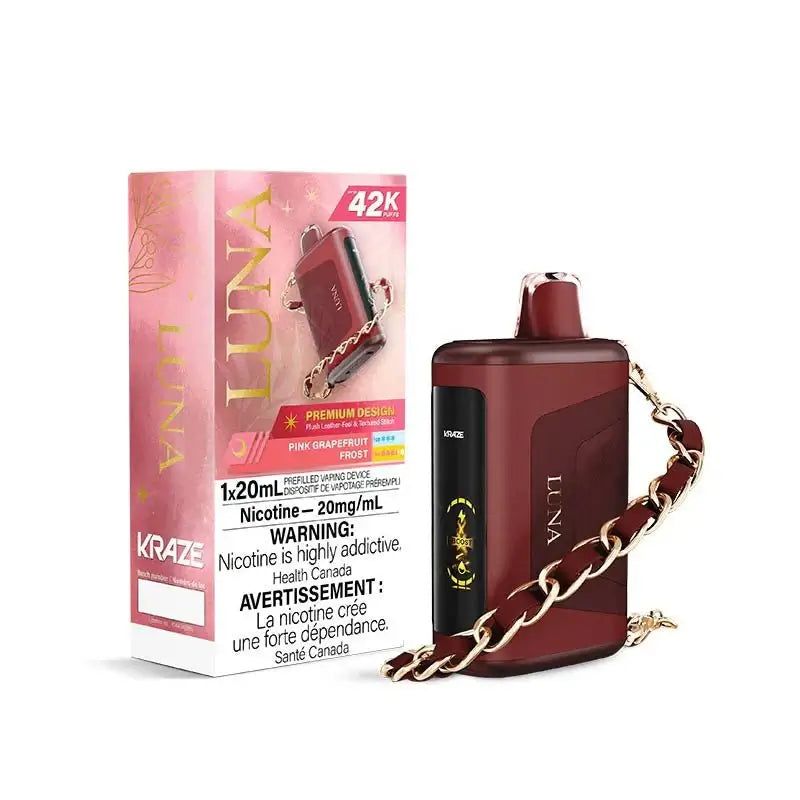 LUNA
KRAZE
LUNA
42K
PUFFS
LUNA
PREMIUM DESIGN
Plush Leather-Feel & Textured Stitch
PINK GRAPEFRUIT
FROST
1x20mL PREFILLED VAPING DEVICE
DISPOSITIF DE VAPOTAGE PRÉREMPLI
Nicotine — 20mg/mL
WARNING:
Nicotine is highly addictive.
Health Canada
AVERTISSEMENT :
La nicotine crée
une forte dépendance.
Santé Canada
KRAZE
BOOST
LUNA